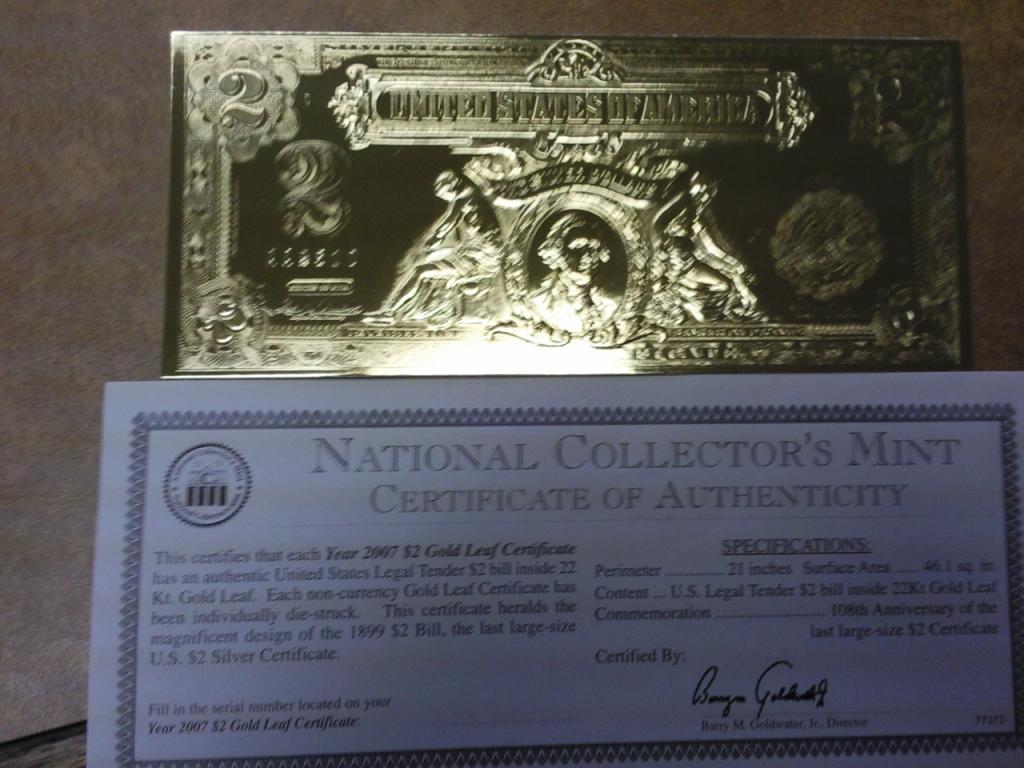 2
UNITED STATES OF AMERICA
2
2
NATIONAL COLLECTOR'S MINT
CERTIFICATE OF AUTHENTICITY
This certifies that each Year 2007 $2 Gold Leaf Certificate
has an authentic United States Legal Tender $2 bill inside 22
Kt. Gold Leaf. Each non-currency Gold Leaf Certificate has
been individually die-struck. This certificate heralds the
magnificent design of the 1899 $2 Bill, the last large-size
U.S. $2 Silver Certificate.
Fill in the serial number located on your
Year 2007 $2 Gold Leaf Certificate:
SPECIFICATIONS:
Perimeter ............... 21 inches Surface Area ...... 46.1 sq. in.
Content ... U.S. Legal Tender $2 bill inside 22Kt Gold Leaf
Commemoration ........................... 108th Anniversary of the
last large-size $2 Certificate
Certified By:
Barry M. Goldwater, Jr., Director
77373